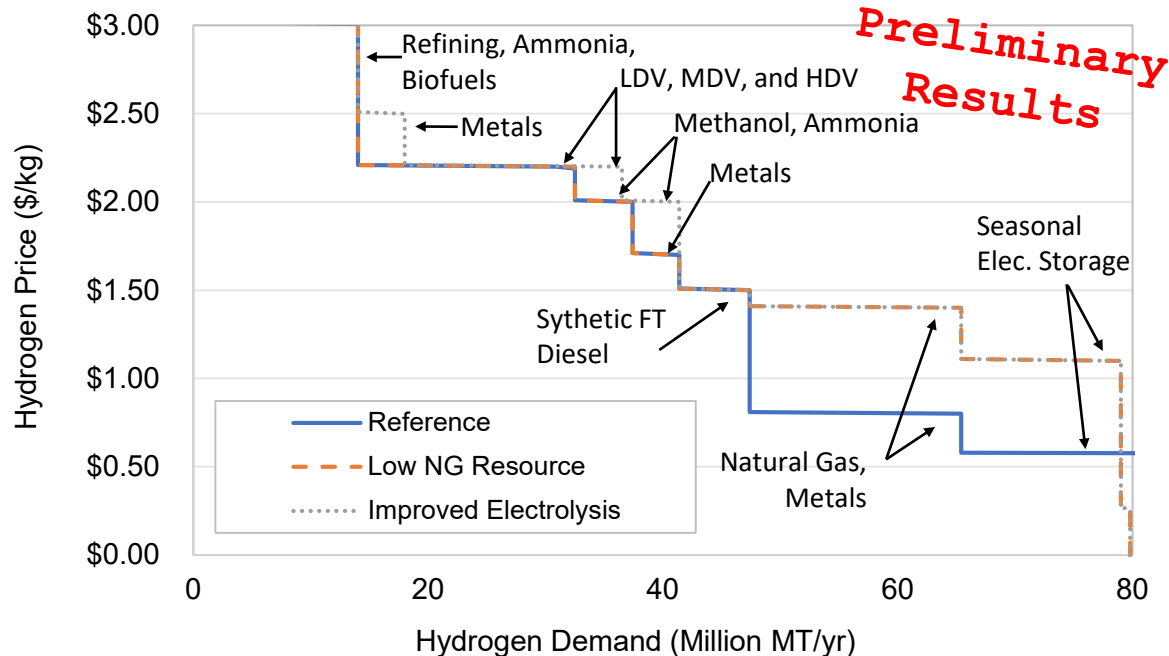 Preliminary
Results
$3.00
$2.50
$2.00
$1.50
$1.00
$0.50
$0.00
Hydrogen Price ($/kg)
Refining, Ammonia,
Biofuels
LDV, MDV, and HDV
Metals
Methanol, Ammonia
Metals
Seasonal
Elec. Storage
Sythetic FT
Diesel
Natural Gas,
Metals
Reference
Low NG Resource
Improved Electrolysis
0
20
40
60
80
Hydrogen Demand (Million MT/yr)